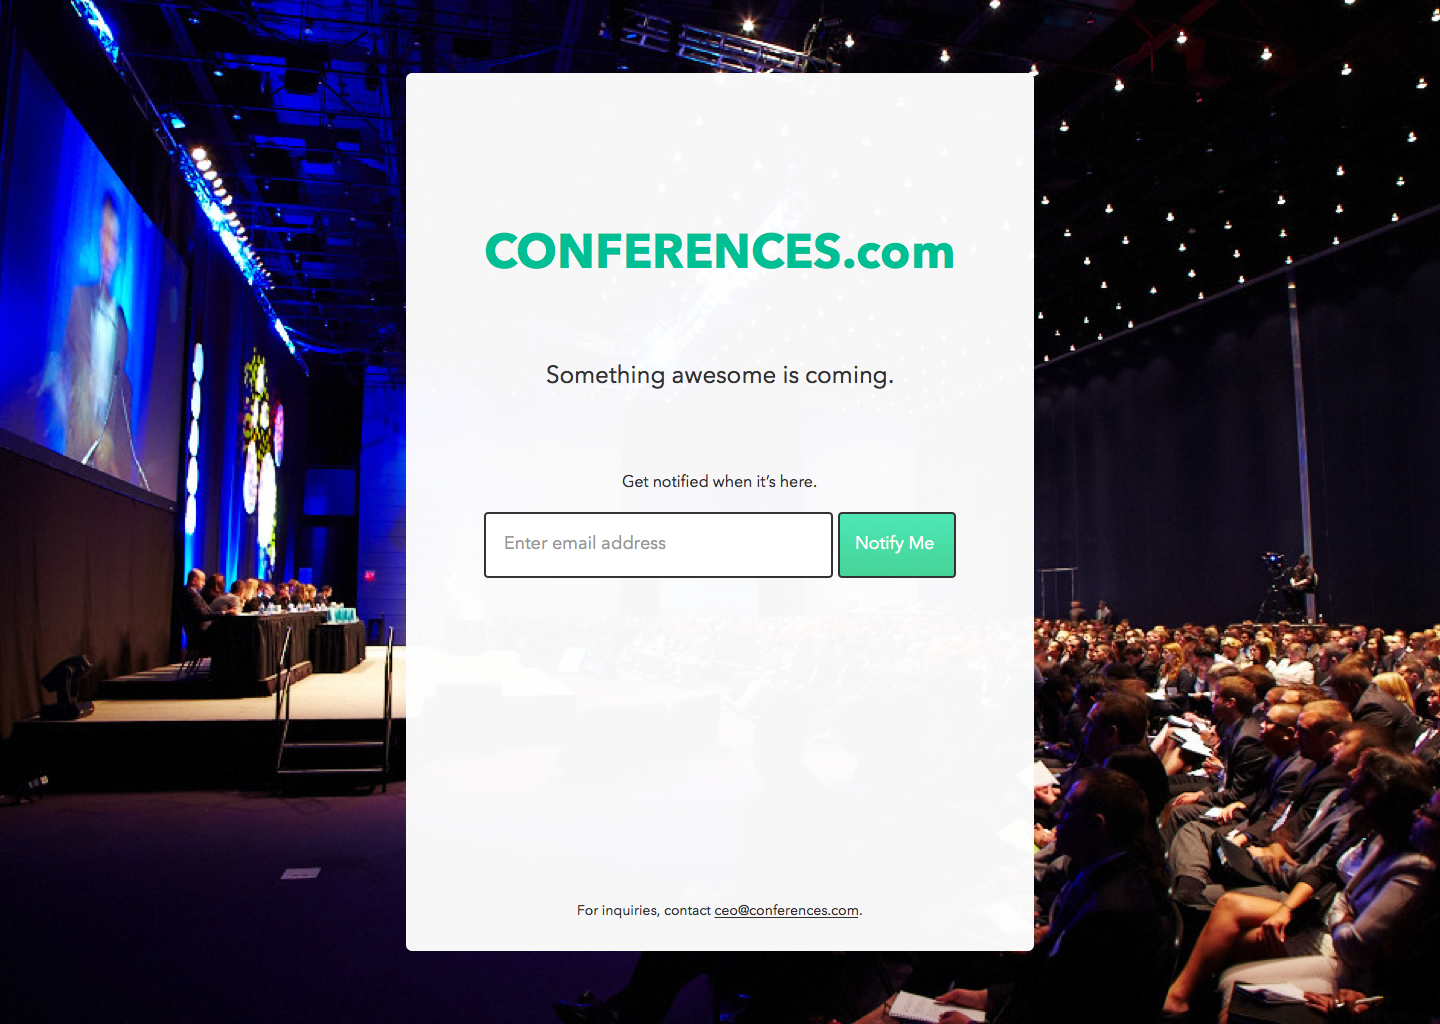 CONFERENCES.com
Something awesome is coming.
Get notified when it's here.
Enter email address
Notify Me
For inquiries, contact ceo@conferences.com.